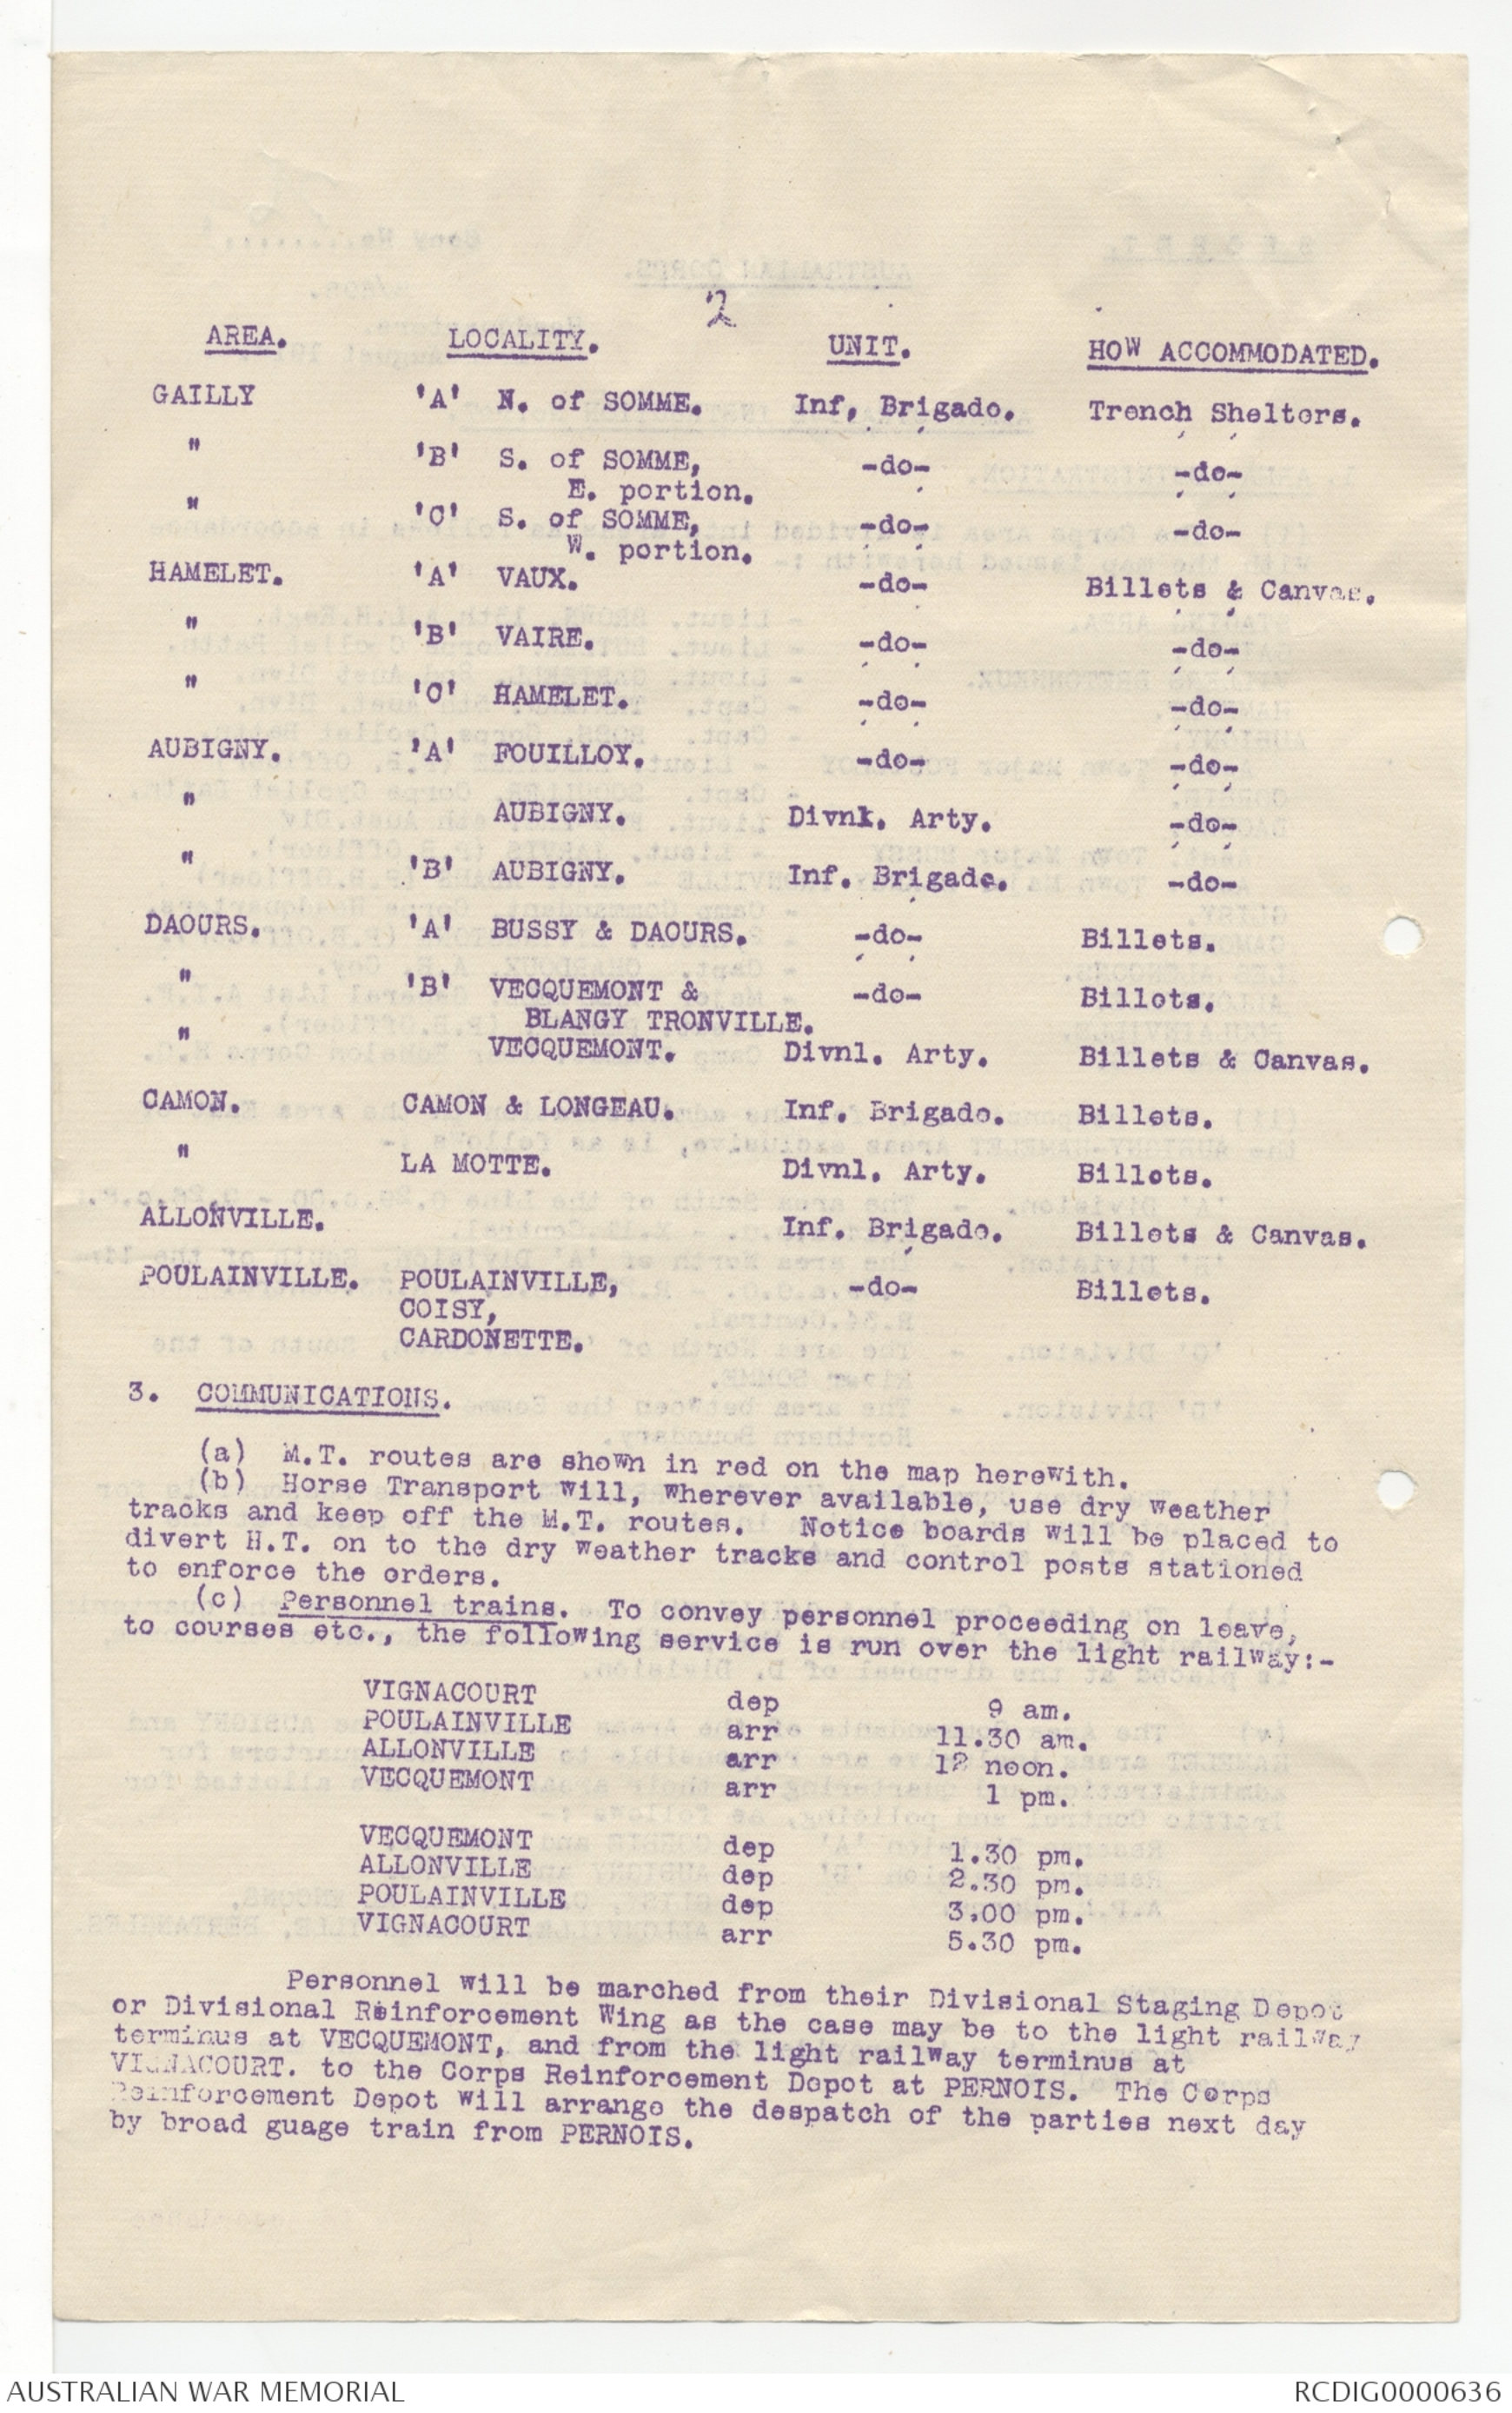 2
AREA. LOCALITY. UNIT. HOW ACCOMMODATED.
GAILLY 'A' N. of SOMME. Inf, Brigade. Trench Shelters.
" 'B' S. of SOMME, -do- -do-
E. portion.
" 'C' S. of SOMME, -do- -do-
W. portion.
HAMELET. 'A' VAUX. -do- Billets & Canvas.
" 'B' VAIRE. -do- -do-
" 'C' HAMELET. -do- -do-
AUBIGNY. 'A' FOUILLOY. -do- -do-
" AUBIGNY. Divnl. Arty. -do-
" 'B' AUBIGNY. Inf. Brigade. -do-
DAOURS. 'A' BUSSY & DAOURS. -do- Billets.
" 'B' VECQUEMONT & -do- Billets.
BLANGY TRONVILLE.
" VECQUEMONT. Divnl. Arty. Billets & Canvas.
CAMON. CAMON & LONGEAU. Inf. Brigade. Billets.
" LA MOTTE. Divnl. Arty. Billets.
ALLONVILLE. Inf. Brigade. Billets & Canvas.
POULAINVILLE. POULAINVILLE, -do- Billets.
COISY,
CARDONETTE.
3. COMMUNICATIONS.
(a) M.T. routes are shown in red on the map herewith.
(b) Horse Transport will, wherever available, use dry weather
tracks and keep off the M.T. routes. Notice boards will be placed to
divert H.T. on to the dry weather tracks and control posts stationed
to enforce the orders.
(c) Personnel trains. To convey personnel proceeding on leave,
to courses etc., the following service is run over the light railway:-
VIGNACOURT dep 9 am.
POULAINVILLE arr 11.30 am.
ALLONVILLE arr 12 noon.
VECQUEMONT arr 1 pm.
VECQUEMONT dep 1.30 pm.
ALLONVILLE dep 2.30 pm.
POULAINVILLE dep 3.00 pm.
VIGNACOURT arr 5.30 pm.
Personnel will be marched from their Divisional Staging Depot
or Divisional Reinforcement Wing as the case may be to the light railway
terminus at VECQUEMONT, and from the light railway terminus at
VIGNACOURT. to the Corps Reinforcement Depot at PERNOIS. The Corps
Reinforcement Depot will arrange the despatch of the parties next day
by broad guage train from PERNOIS.
AUSTRALIAN WAR MEMORIAL RCDIG0000636